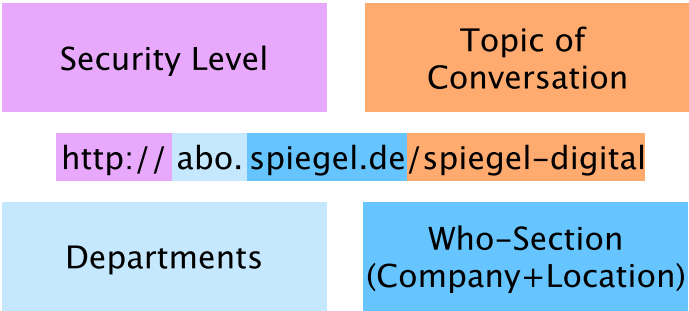 Security Level
Topic of
Conversation
http:// abo. spiegel.de/spiegel-digital
Departments
Who-Section
(Company+Location)